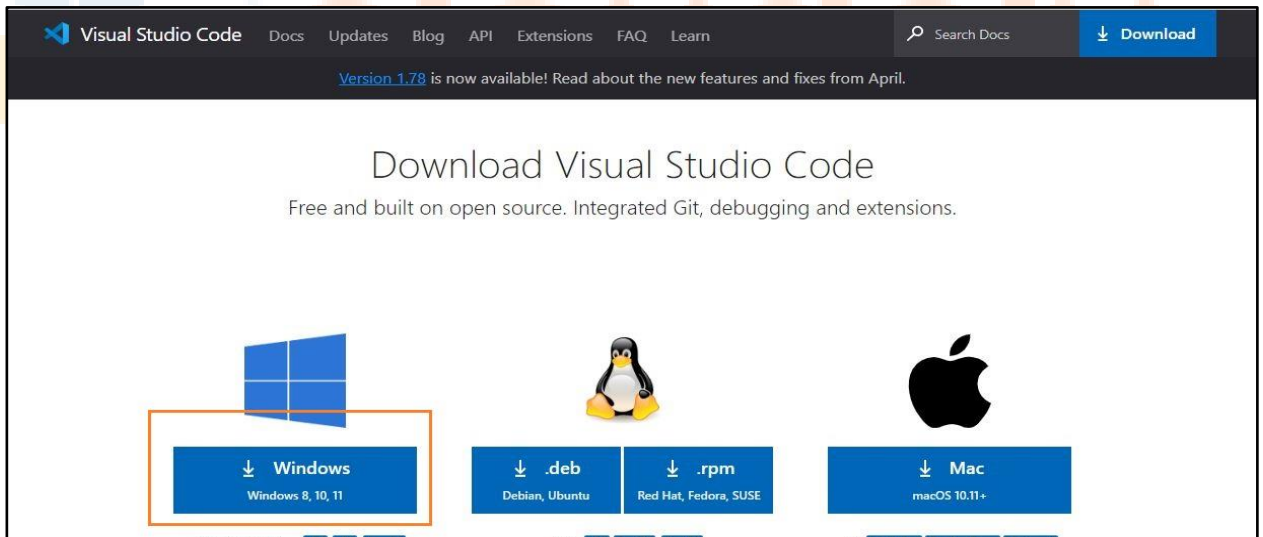 Visual Studio Code Docs Updates Blog API Extensions FAQ Learn Search Docs Download
Version 1.78 is now available! Read about the new features and fixes from April.
Download Visual Studio Code
Free and built on open source. Integrated Git, debugging and extensions.
Windows
Windows 8, 10, 11
.deb
Debian, Ubuntu
.rpm
Red Hat, Fedora, SUSE
Mac
macOS 10.11+